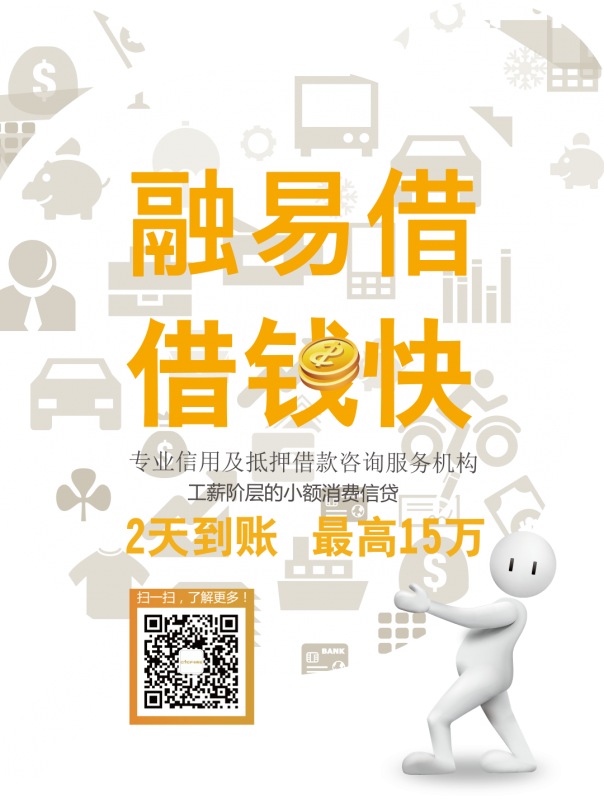 融易借
借钱快
专业信用及抵押借款咨询服务机构
工薪阶层的小额消费信贷
2天到账 最高15万
扫一扫，了解更多！
BANK